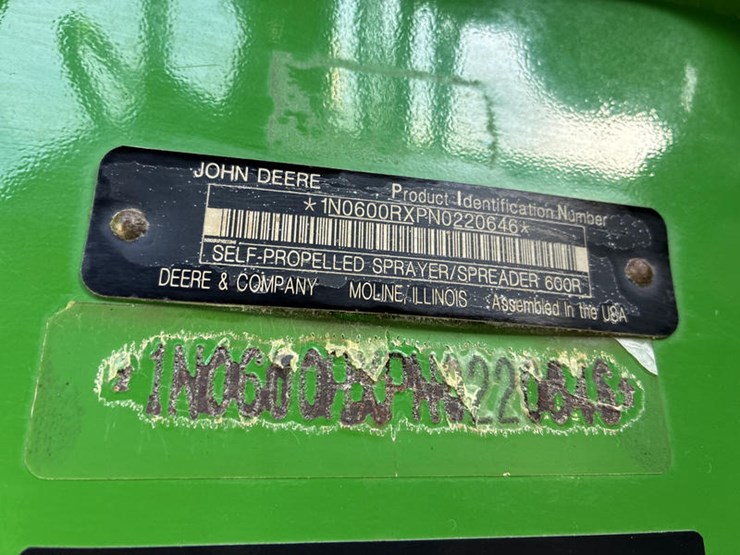 JOHN DEERE
Product Identification Number
*1N0600RXPN0220646*
SELF-PROPELLED SPRAYER/SPREADER 600R
DEERE & COMPANY MOLINE, ILLINOIS Assembled in the USA